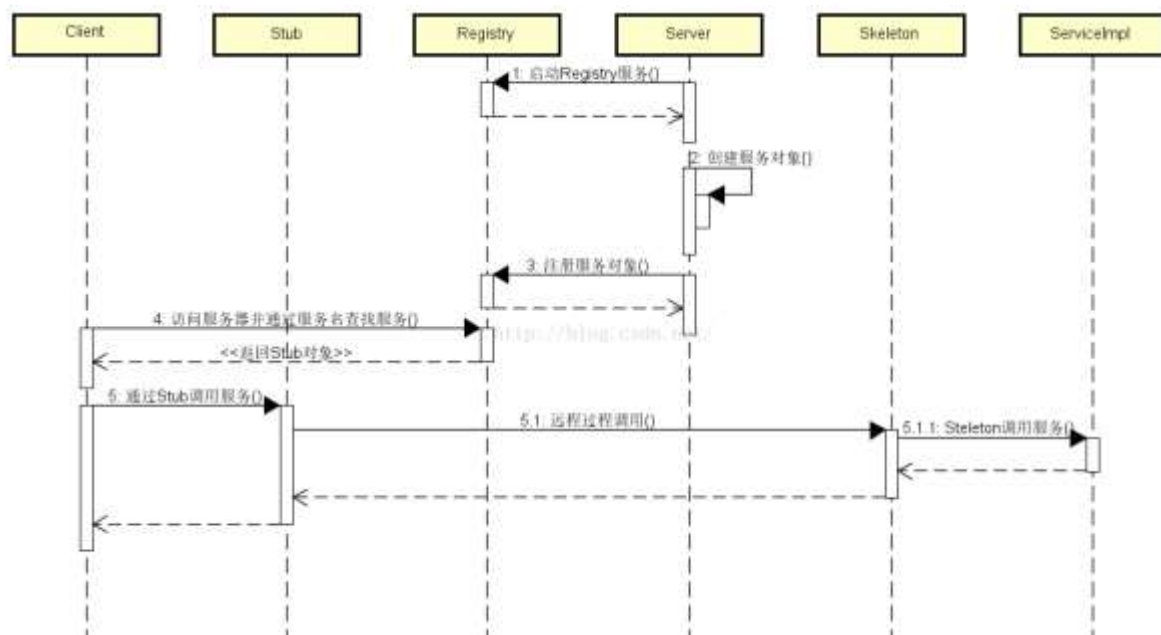 Client
Stub
Registry
Server
Skeleton
ServiceImpl
1: 启动Registry服务()
2: 创建服务对象()
3: 注册服务对象()
http://blog.csdn.net/
4: 访问服务器并通过服务名查找服务()
<<返回Stub对象>>
5: 通过Stub调用服务()
5.1: 远程过程调用()
5.1.1: Steleton调用服务()